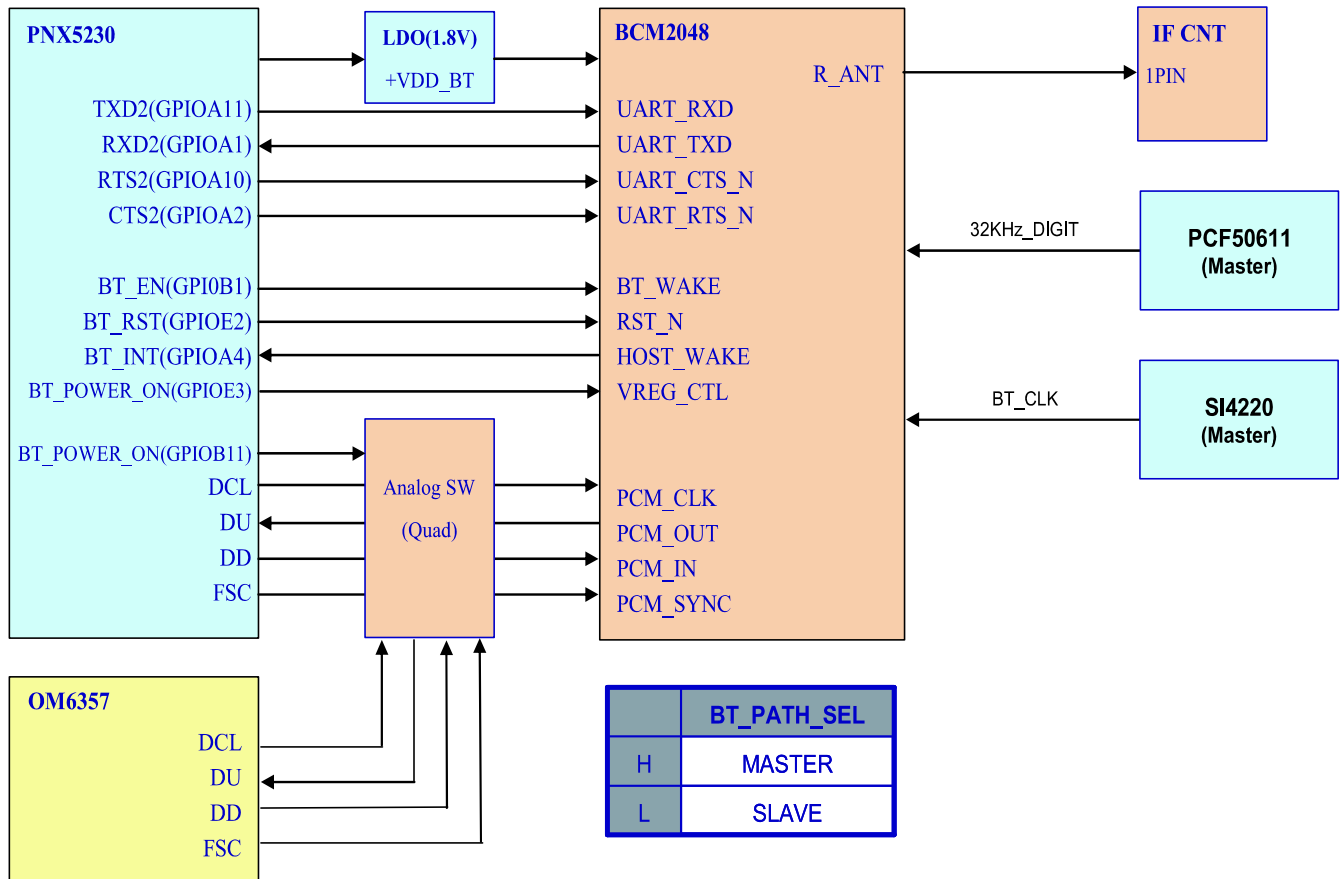 PNX5230
TXD2(GPIOA11)
RXD2(GPIOA1)
RTS2(GPIOA10)
CTS2(GPIOA2)
BT_EN(GPI0B1)
BT_RST(GPIOE2)
BT_INT(GPIOA4)
BT_POWER_ON(GPIOE3)
BT_POWER_ON(GPIOB11)
DCL
DU
DD
FSC
LDO(1.8V)
+VDD_BT
Analog SW
(Quad)
BCM2048
R_ANT
UART_RXD
UART_TXD
UART_CTS_N
UART_RTS_N
BT_WAKE
RST_N
HOST_WAKE
VREG_CTL
PCM_CLK
PCM_OUT
PCM_IN
PCM_SYNC
IF CNT
1PIN
32KHz_DIGIT
PCF50611
(Master)
BT_CLK
SI4220
(Master)
OM6357
DCL
DU
DD
FSC
BT_PATH_SEL
H MASTER
L SLAVE